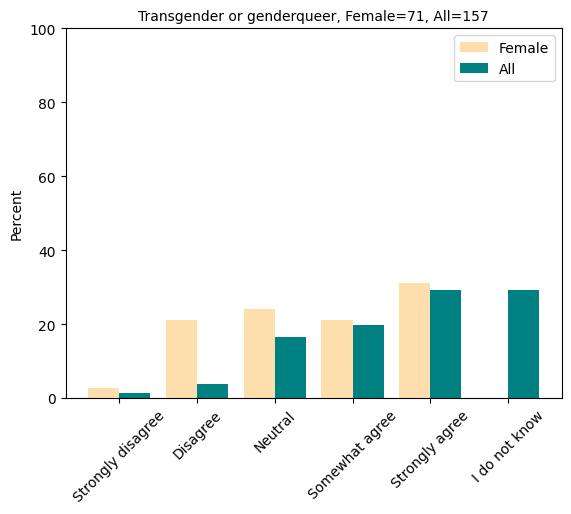 Transgender or genderqueer, Female=71, All=157
Female
All
Percent
100
80
60
40
20
0
Strongly disagree
Disagree
Neutral
Somewhat agree
Strongly agree
I do not know